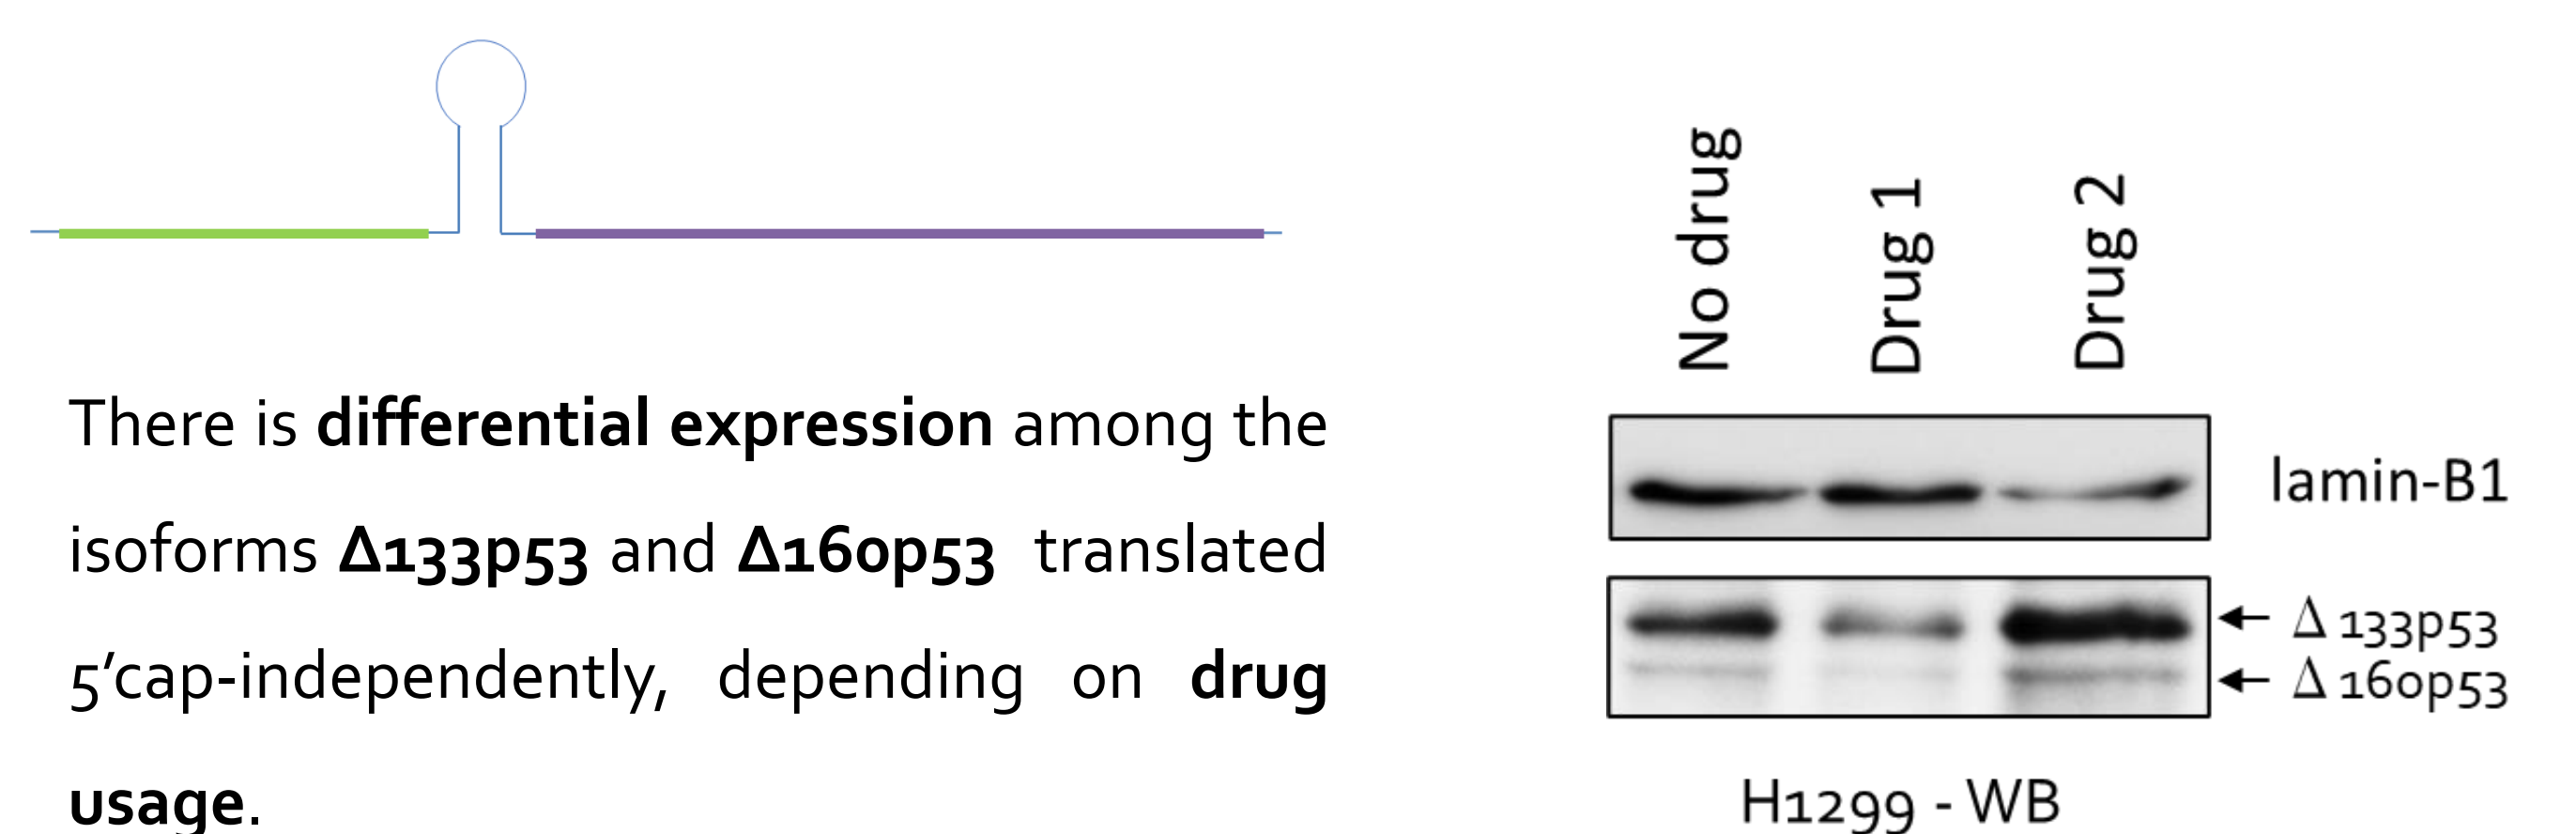 There is differential expression among the
isoforms Δ133p53 and Δ160p53 translated
5′cap-independently, depending on drug
usage.
No drug
Drug 1
Drug 2
lamin-B1
Δ 133p53
Δ 160p53
H1299 - WB